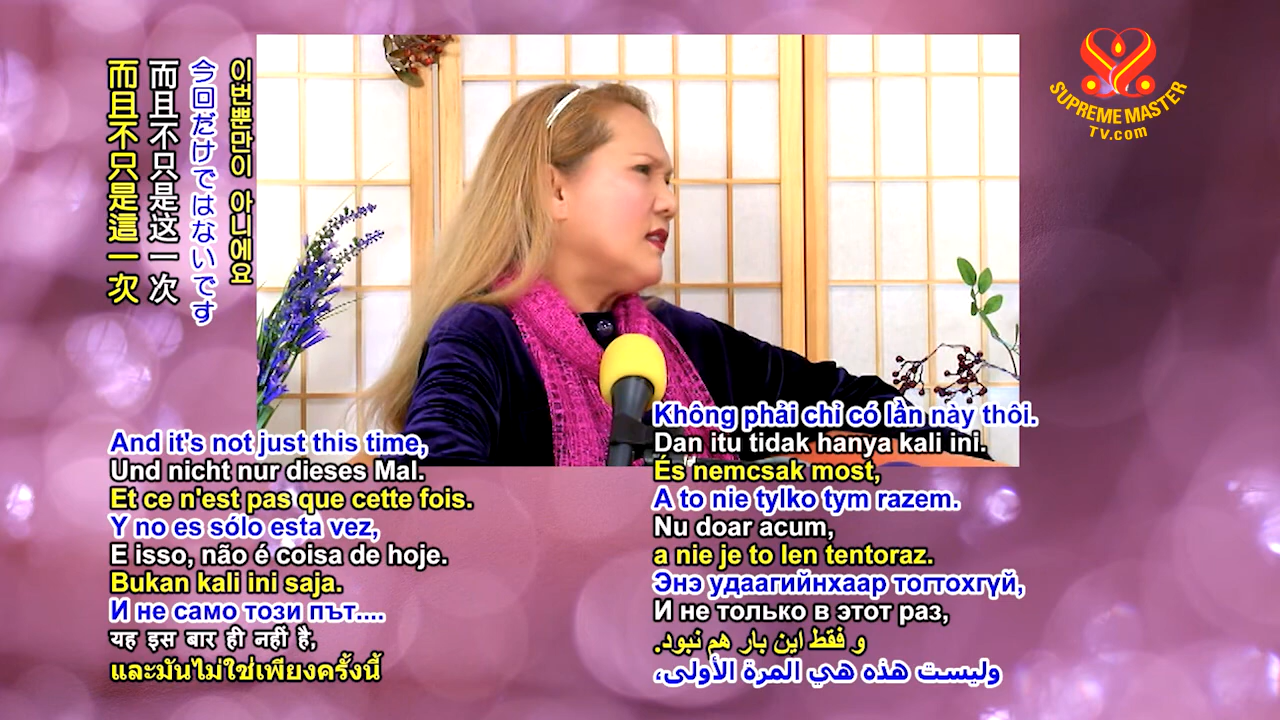 이번뿐만이 아니에요
今回だけではないです
而且不只是这一次
而且不只是這一次
SUPREME MASTER
TV.com
And it's not just this time,
Und nicht nur dieses Mal.
Et ce n'est pas que cette fois.
Y no es sólo esta vez,
E isso, não é coisa de hoje.
Bukan kali ini saja.
И не само този път....
यह इस बार ही नहीं है,
และมันไม่ใช่เพียงครั้งนี้
Không phải chỉ có lần này thôi.
Dan itu tidak hanya kali ini.
És nemcsak most,
A to nie tylko tym razem.
Nu doar acum,
a nie je to len tentoraz.
Энэ удаагийнхаар тогтохгүй,
И не только в этот раз,
و فقط این بار هم نبود.
وليست هذه هي المرة الأولى،